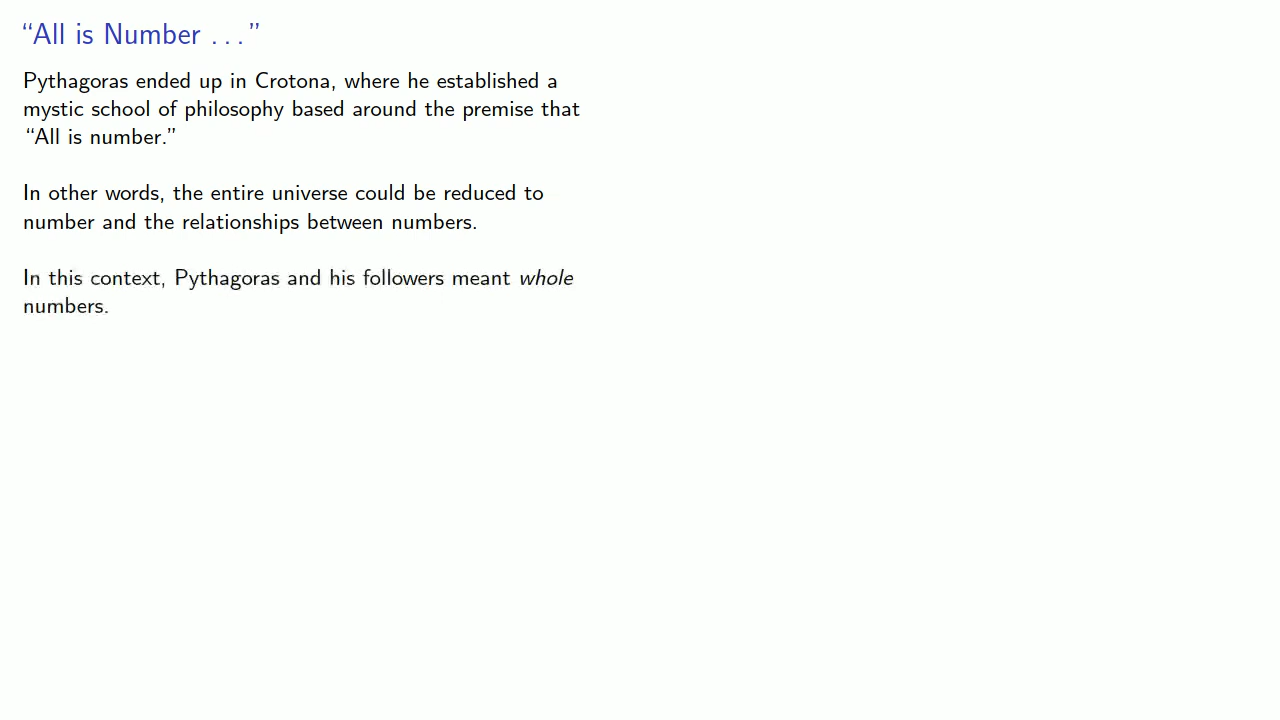 “All is Number . . . ”
Pythagoras ended up in Crotona, where he established a
mystic school of philosophy based around the premise that
“All is number.”
In other words, the entire universe could be reduced to
number and the relationships between numbers.
In this context, Pythagoras and his followers meant whole
numbers.